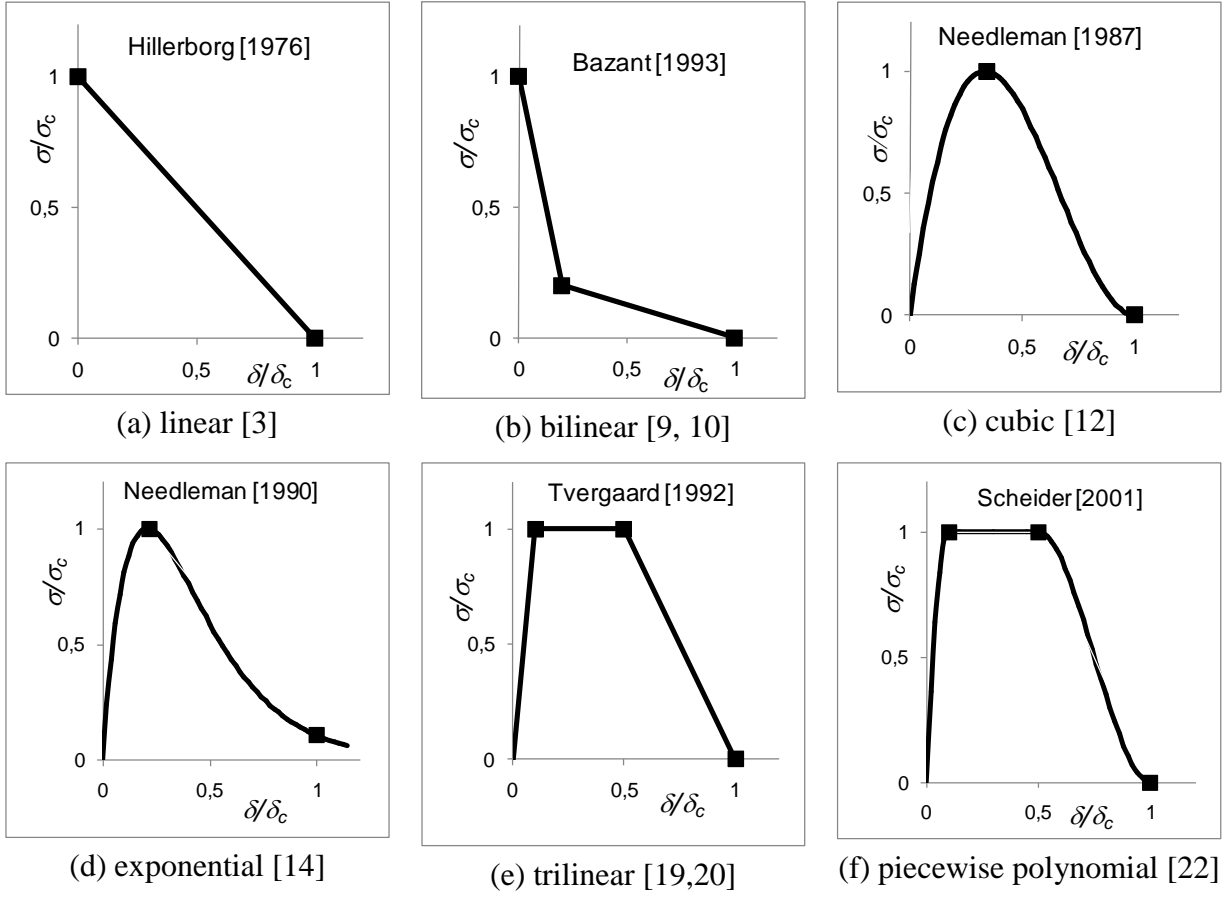 Hillerborg [1976]
1
σ/σc
0,5
0
0
0,5
δ/δc
1
(a) linear [3]
Bazant [1993]
1
σ/σc
0,5
0
0
0,5
δ/δc
1
(b) bilinear [9, 10]
Needleman [1987]
1
σ/σc
0,5
0
0
0,5
δ/δc
1
(c) cubic [12]
Needleman [1990]
1
σ/σc
0,5
0
0
0,5
δ/δc
1
(d) exponential [14]
Tvergaard [1992]
1
σ/σc
0,5
0
0
0,5
δ/δc
1
(e) trilinear [19,20]
Scheider [2001]
1
σ/σc
0,5
0
0
0,5
δ/δc
1
(f) piecewise polynomial [22]